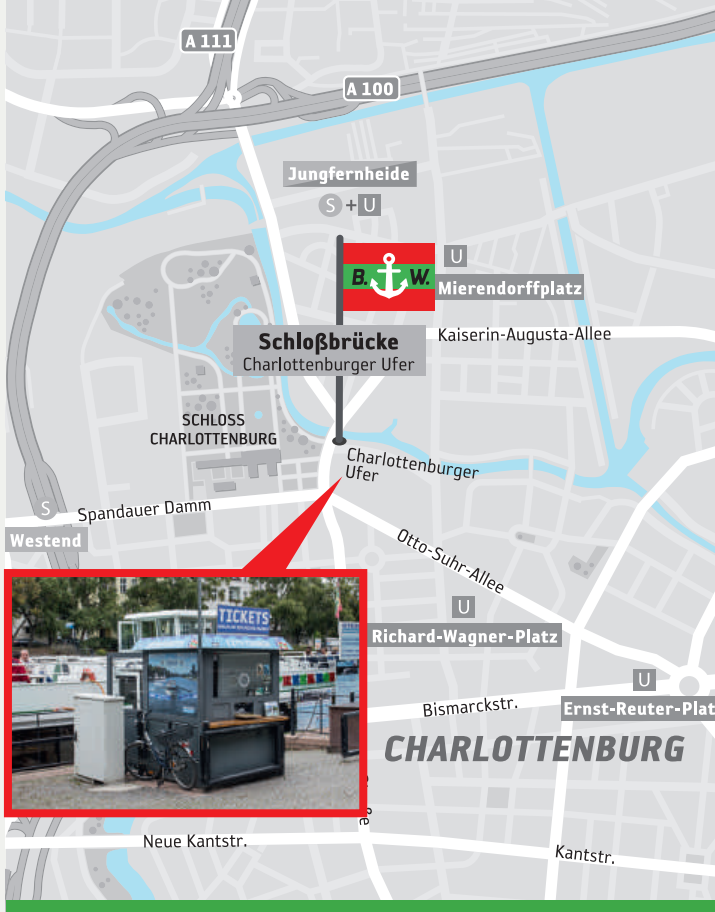 A 111
A 100
Jungfernheide
S + U
B. W.
U
Mierendorffplatz
Schloßbrücke
Charlottenburger Ufer
Kaiserin-Augusta-Allee
SCHLOSS
CHARLOTTENBURG
Charlottenburger
Ufer
S
Westend
Spandauer Damm
Otto-Suhr-Allee
TICKETS
U
Richard-Wagner-Platz
U
Ernst-Reuter-Plat
Bismarckstr.
CHARLOTTENBURG
Neue Kantstr.
Kantstr.